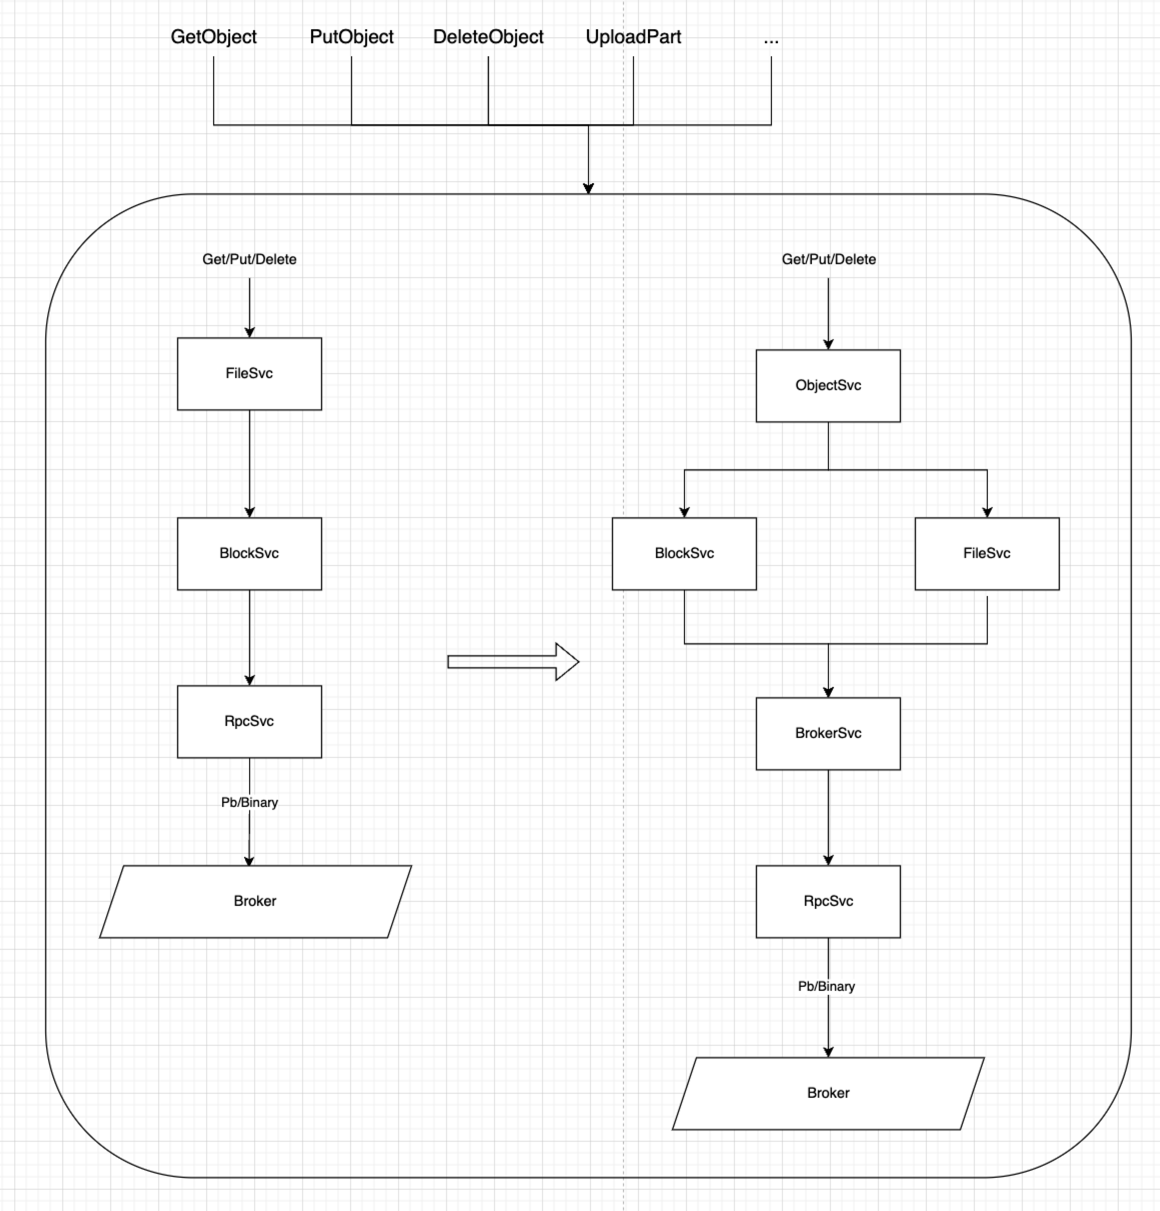 GetObject PutObject DeleteObject UploadPart ...
Get/Put/Delete
FileSvc
BlockSvc
RpcSvc
Pb/Binary
Broker
Get/Put/Delete
ObjectSvc
BlockSvc
FileSvc
BrokerSvc
RpcSvc
Pb/Binary
Broker